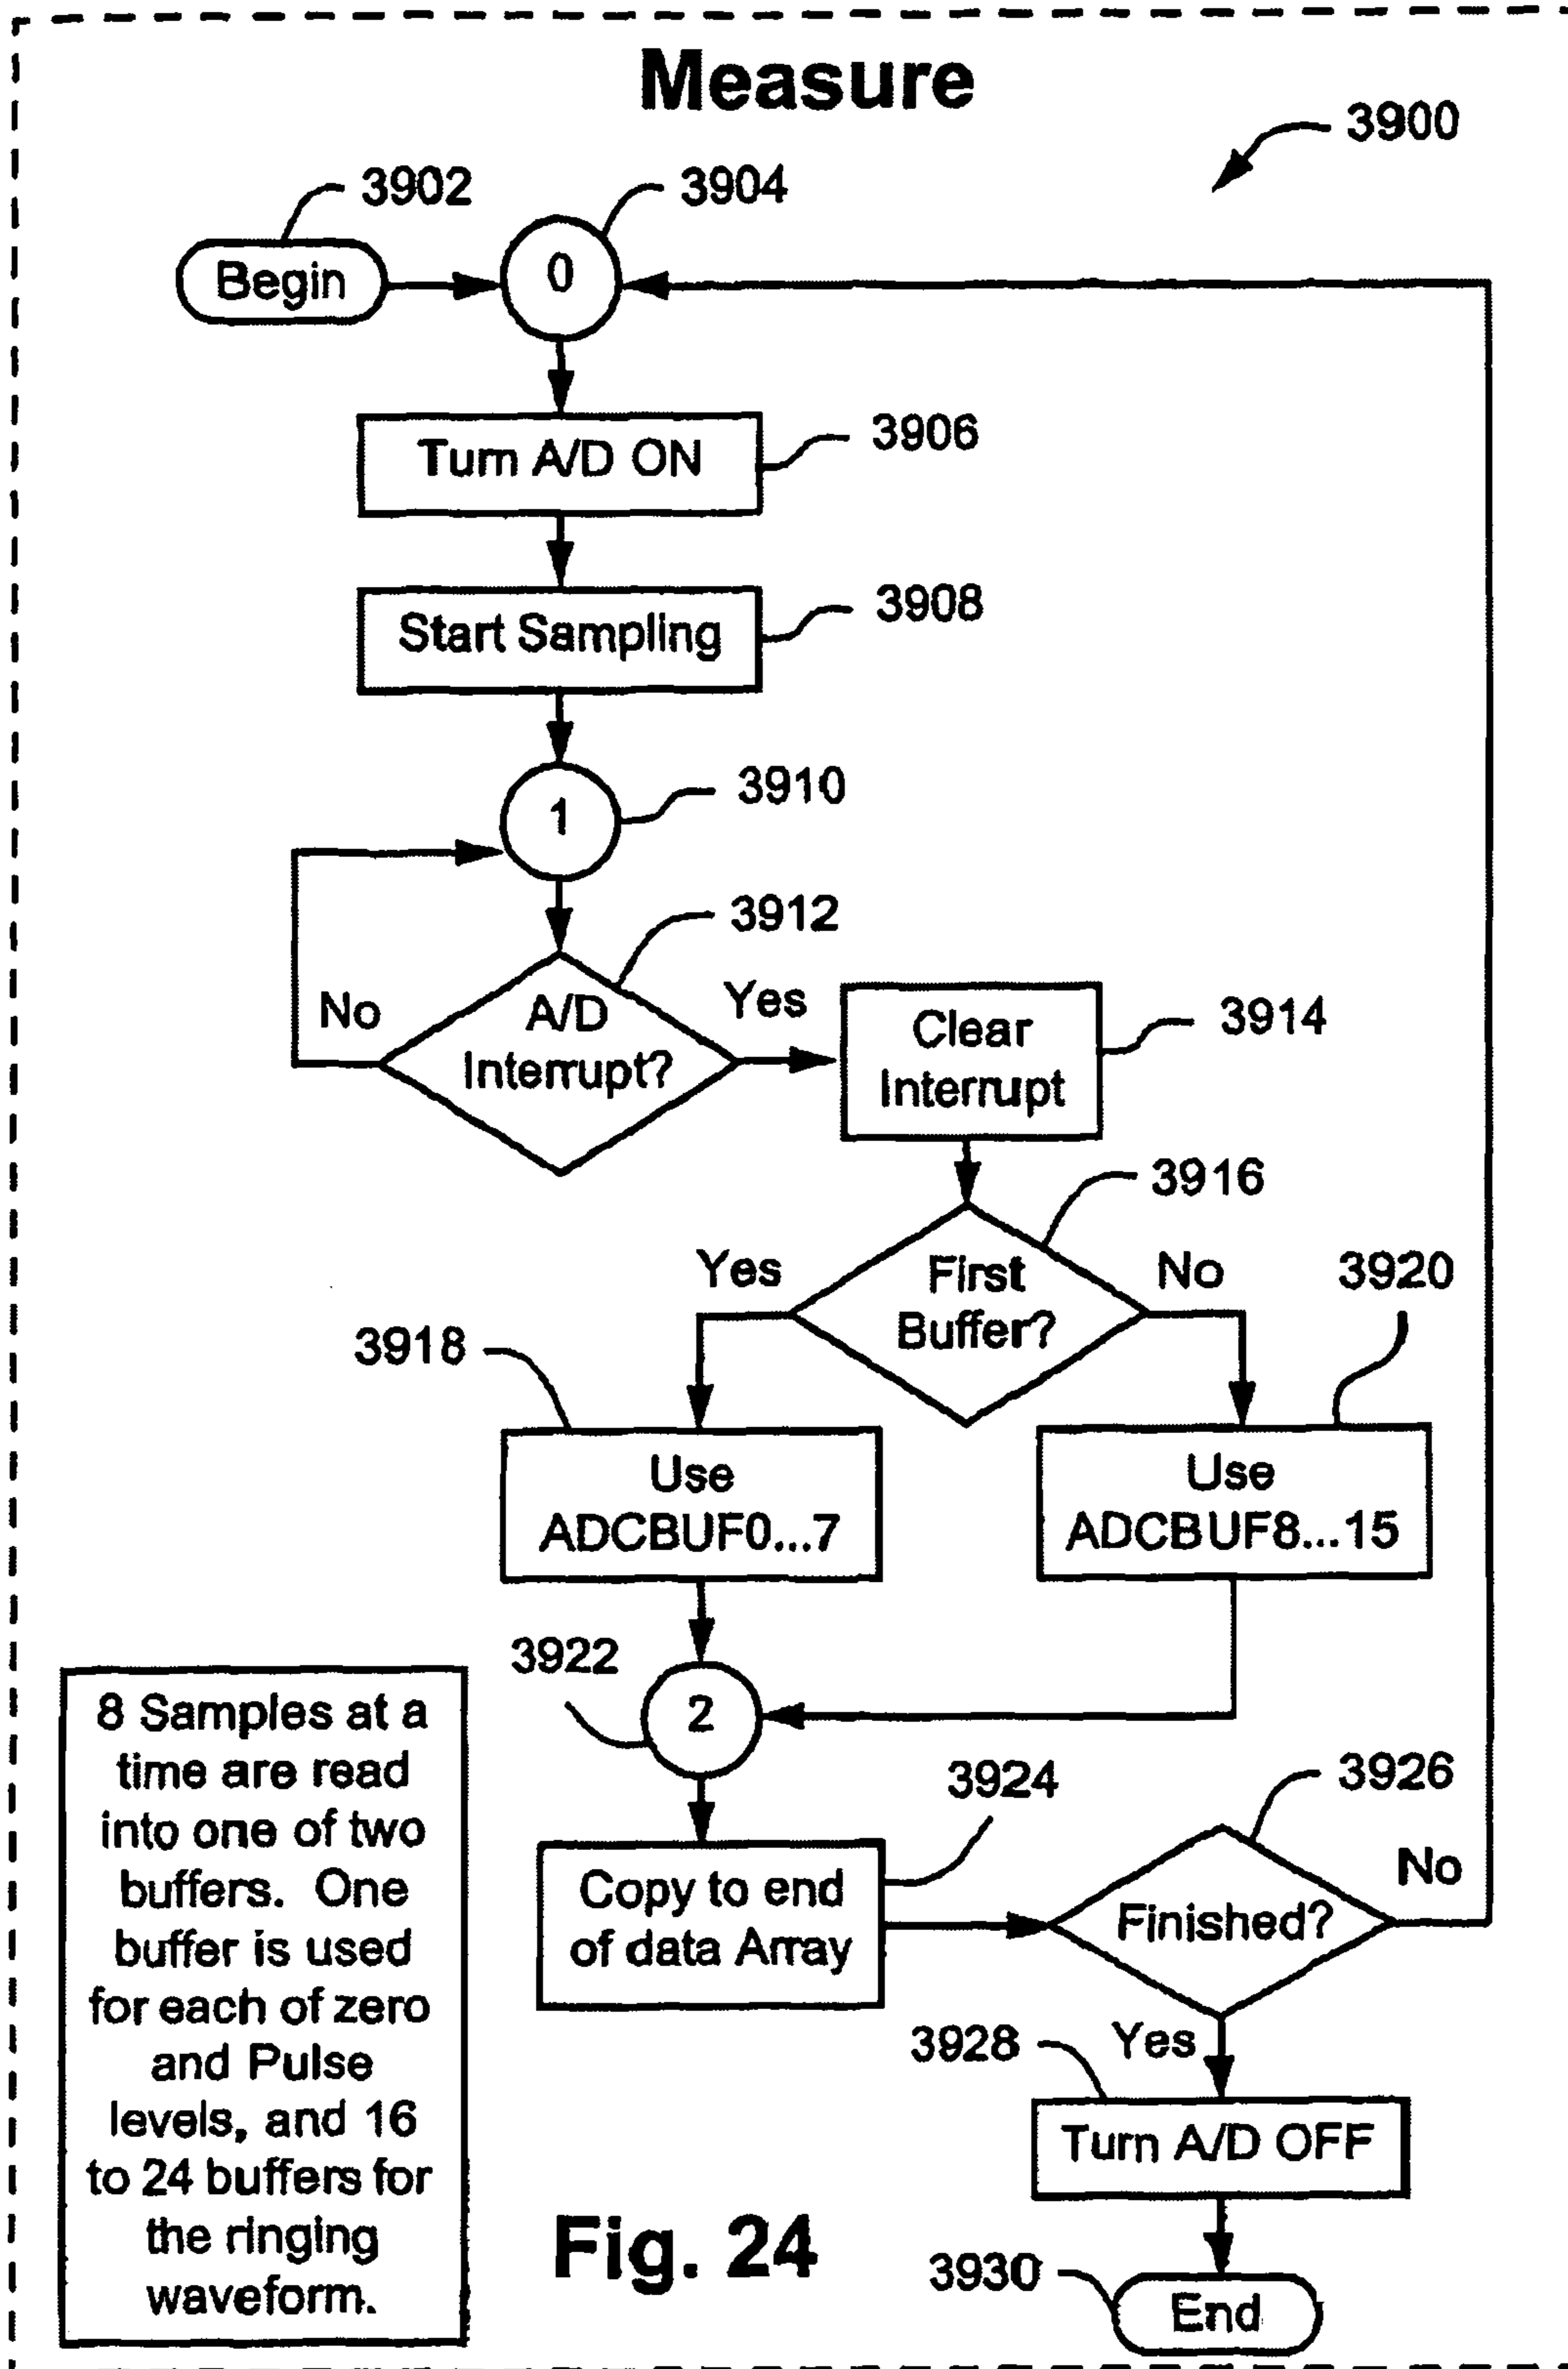 Measure
3900
3902
3904
Begin
0
Turn A/D ON
3906
Start Sampling
3908
1
3910
3912
No
A/D
Interrupt?
Yes
Clear
Interrupt
3914
3916
Yes
First
Buffer?
No
3920
3918
Use
ADCBUF0...7
Use
ADCBUF8...15
3922
2
3924
3926
Copy to end
of data Array
Finished?
No
Yes
3928
Turn A/D OFF
3930
End
8 Samples at a
time are read
into one of two
buffers. One
buffer is used
for each of zero
and Pulse
levels, and 16
to 24 buffers for
the ringing
waveform.
Fig. 24